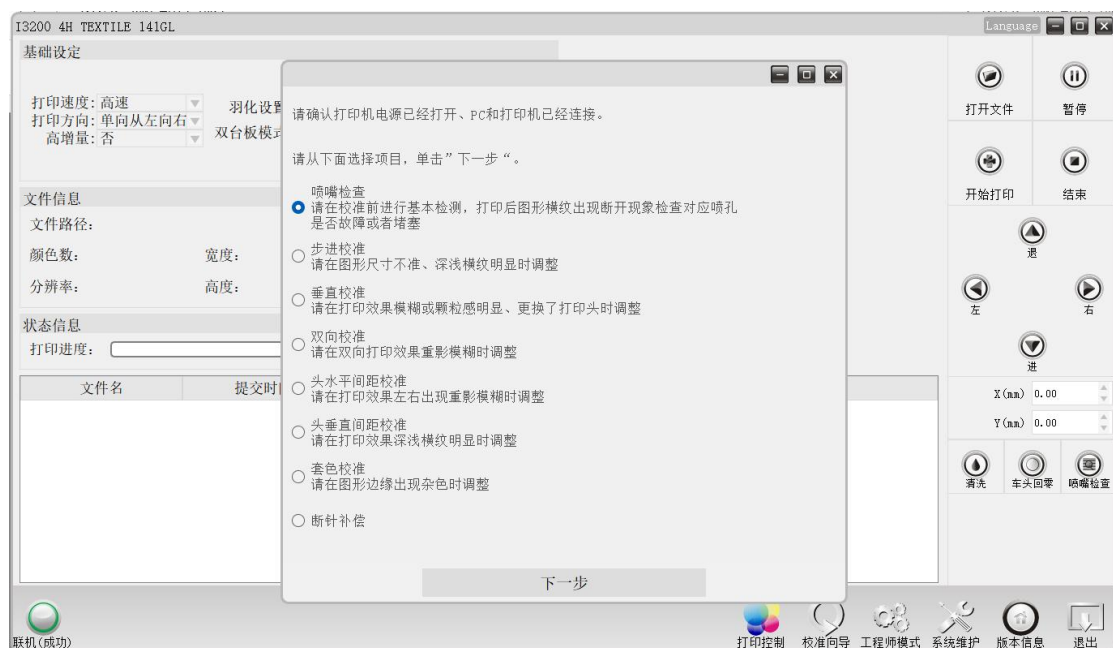 I3200 4H TEXTILE 141GL
Language
基础设定
打印速度: 高速
羽化设置
打印方向: 单向从左向右
双台板模式
高增量: 否
文件信息
文件路径:
颜色数:
宽度:
分辨率:
高度:
状态信息
打印进度:
文件名
提交时
请确认打印机电源已经打开、PC和打印机已经连接。
请从下面选择项目, 单击”下一步“。
喷嘴检查
请在校准前进行基本检测, 打印后图形横纹出现断开现象检查对应喷孔
是否故障或者堵塞
步进校准
请在图形尺寸不准、深浅横纹明显时调整
垂直校准
请在打印效果模糊或颗粒感明显、更换了打印头时调整
双向校准
请在双向打印效果重影模糊时调整
头水平间距校准
请在打印效果左右出现重影模糊时调整
头垂直间距校准
请在打印效果深浅横纹明显时调整
套色校准
请在图形边缘出现杂色时调整
断针补偿
下一步
打开文件
暂停
开始打印
结束
退
左
右
进
X(mm) 0.00
Y(mm) 0.00
清洗
车头回零
喷嘴检查
联机(成功)
打印控制
校准向导
工程师模式
系统维护
版本信息
退出